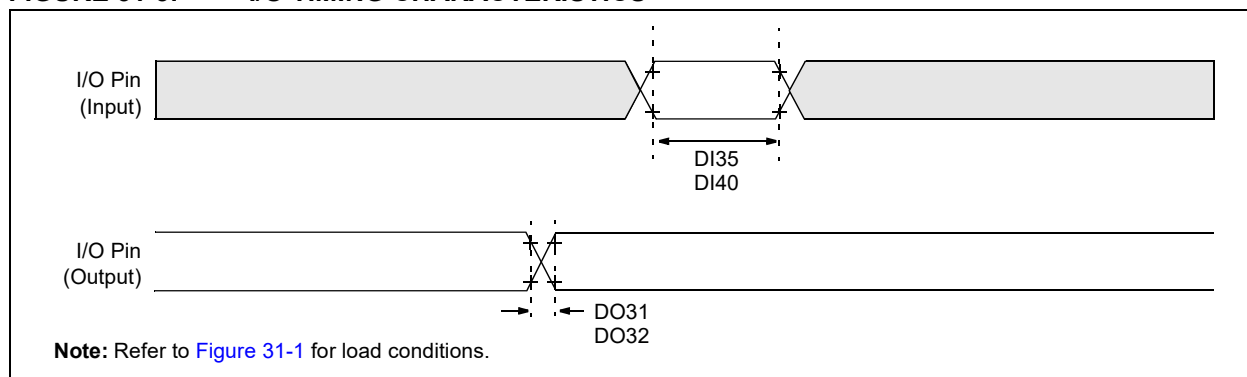 I/O Pin
(Input)
DI35
DI40
I/O Pin
(Output)
DO31
DO32
Note: Refer to Figure 31-1 for load conditions.